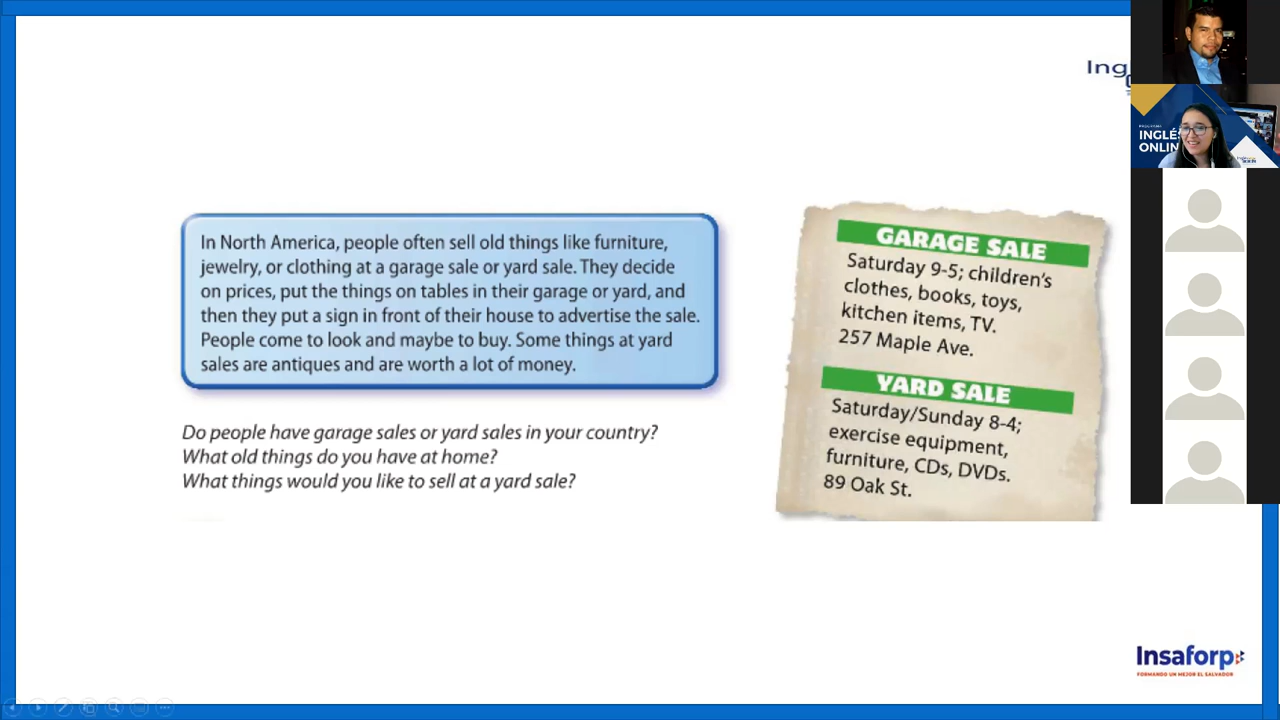 Ing
INGLÉS
ONLIN
In North America, people often sell old things like furniture,
jewelry, or clothing at a garage sale or yard sale. They decide
on prices, put the things on tables in their garage or yard, and
then they put a sign in front of their house to advertise the sale.
People come to look and maybe to buy. Some things at yard
sales are antiques and are worth a lot of money.
Do people have garage sales or yard sales in your country?
What old things do you have at home?
What things would you like to sell at a yard sale?
GARAGE SALE
Saturday 9-5; children's
clothes, books, toys,
kitchen items, TV.
257 Maple Ave.
YARD SALE
Saturday/Sunday 8-4;
exercise equipment,
furniture, CDs, DVDs.
89 Oak St.
Insaforp
FORMANDO UN MEJOR EL SALVADOR